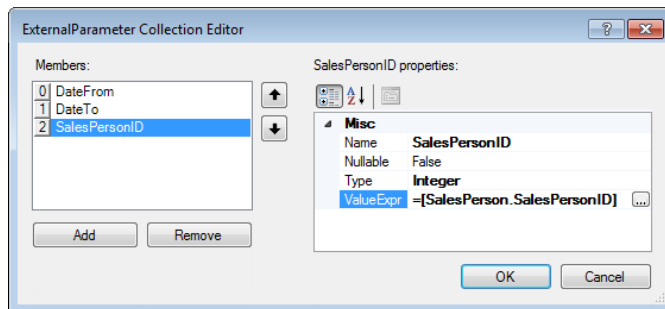 ExternalParameter Collection Editor
Members:
0 DateFrom
1 DateTo
2 SalesPersonID
Add Remove
SalesPersonID properties:
Misc
Name SalesPersonID
Nullable False
Type Integer
ValueExpr =[SalesPerson.SalesPersonID] ...
OK Cancel